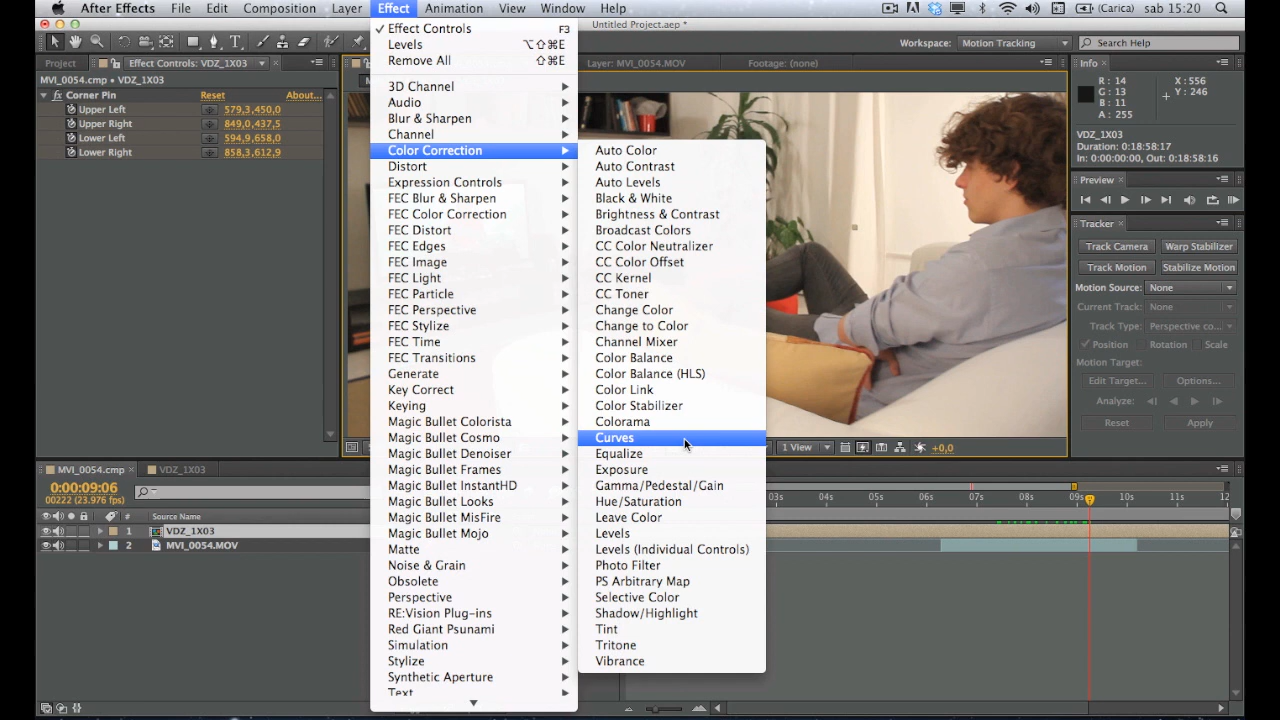 After Effects File Edit Composition Layer Effect Animation View Window Help (Carica) sab 15:20
Untitled Project.aep *
Workspace: Motion Tracking Search Help
Project Effect Controls: VDZ_1X03 Layer: MVI_0054.MOV Footage: (none)
MVI_0054.cmp • VDZ_1X03
fx Corner Pin Reset About...
Upper Left 579,3,450,0
Upper Right 849,0,437,5
Lower Left 594,9,658,0
Lower Right 858,3,612,9
✓ Effect Controls F3
Levels ⌥⇧⌘E
Remove All ⇧⌘E
3D Channel
Audio
Blur & Sharpen
Channel
Color Correction
Distort
Expression Controls
FEC Blur & Sharpen
FEC Color Correction
FEC Distort
FEC Edges
FEC Image
FEC Light
FEC Particle
FEC Perspective
FEC Stylize
FEC Time
FEC Transitions
Generate
Key Correct
Keying
Magic Bullet Colorista
Magic Bullet Cosmo
Magic Bullet Denoiser
Magic Bullet Frames
Magic Bullet InstantHD
Magic Bullet Looks
Magic Bullet MisFire
Magic Bullet Mojo
Matte
Noise & Grain
Obsolete
Perspective
RE:Vision Plug-ins
Red Giant Psunami
Simulation
Stylize
Synthetic Aperture
Text
Auto Color
Auto Contrast
Auto Levels
Black & White
Brightness & Contrast
Broadcast Colors
CC Color Neutralizer
CC Color Offset
CC Kernel
CC Toner
Change Color
Change to Color
Channel Mixer
Color Balance
Color Balance (HLS)
Color Link
Color Stabilizer
Colorama
Curves
Equalize
Exposure
Gamma/Pedestal/Gain
Hue/Saturation
Leave Color
Levels
Levels (Individual Controls)
Photo Filter
PS Arbitrary Map
Selective Color
Shadow/Highlight
Tint
Tritone
Vibrance
Info
R: 14
G: 13
B: 11
A: 255
X: 556
Y: 246
VDZ_1X03
Duration: 0:18:58:17
In: 0:00:00:00, Out: 0:18:58:16
Preview
Tracker
Track Camera Warp Stabilizer
Track Motion Stabilize Motion
Motion Source: None
Current Track: None
Track Type: Perspective co...
✓ Position Rotation Scale
Motion Target:
Edit Target... Options...
Analyze:
Reset Apply
1 View +0,0
MVI_0054.cmp VDZ_1X03
0:00:09:06
00222 (23.976 fps)
03s 04s 05s 06s 07s 08s 09s 10s 11s 12
# Source Name
1 VDZ_1X03
2 MVI_0054.MOV